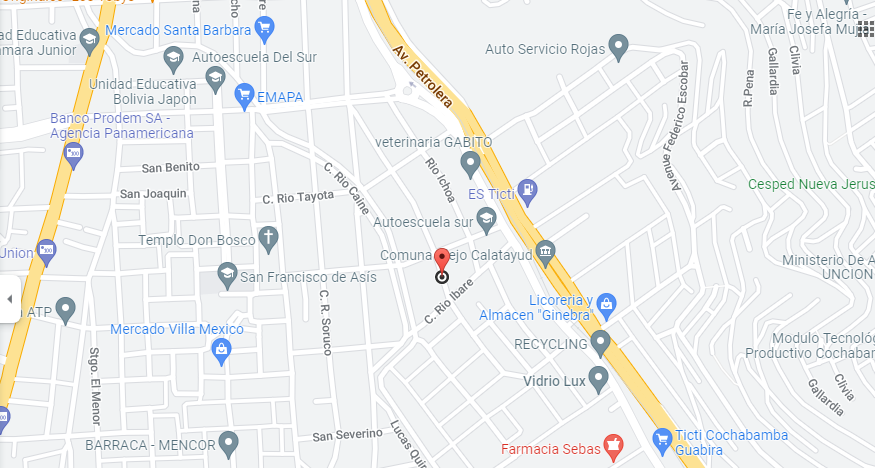 Mercado Santa Barbara
Fe y Alegría -
María Josefa
dad Educativa
amara Junior
Autoescuela Del Sur
Unidad Educativa
Bolivia Japon
EMAPA
Av. Petrolera
Auto Servicio Rojas
Clivia
Gallardia
R.Pena
Avenue Federico Escobar
Banco Prodem SA -
Agencia Panamericana
veterinaria GABITO
San Benito
C. Rio Caine
Rio Ichoa
San Joaquin
C. Rio Tayota
ES Ticti
Cesped Nueva Jerus
Autoescuela sur
Templo Don Bosco
Union
Comuna
ejo Calatayud
Ministerio De A
UNCION
San Francisco de Asís
C. Rio Ibare
C. R. Soruco
ATP
Licoreria y
Almacen "Ginebra"
Mercado Villa Mexico
RECYCLING
Modulo Tecnológ
Productivo Cochabam
Stgo. El Menor
Vidrio Lux
Clivia
Gallardia
BARRACA - MENCOR
San Severino
Lucas Quir
Farmacia Sebas
Ticti Cochabamba
Guabira